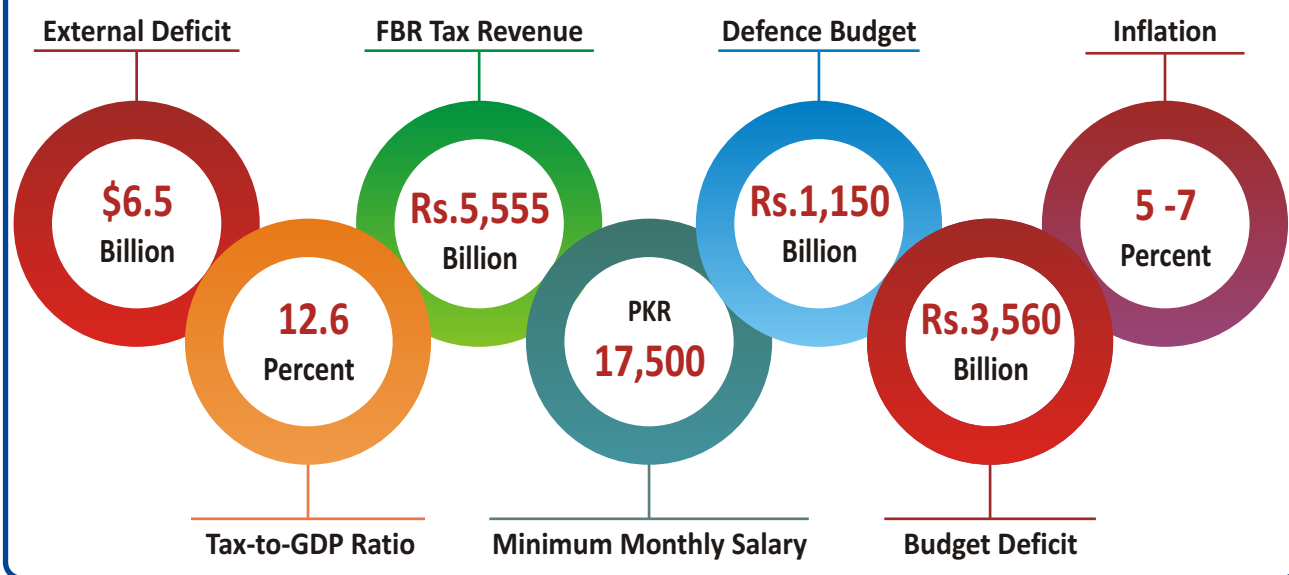 External Deficit
$6.5
Billion
12.6
Percent
Tax-to-GDP Ratio
FBR Tax Revenue
Rs.5,555
Billion
PKR
17,500
Minimum Monthly Salary
Defence Budget
Rs.1,150
Billion
Rs.3,560
Billion
Budget Deficit
Inflation
5 -7
Percent